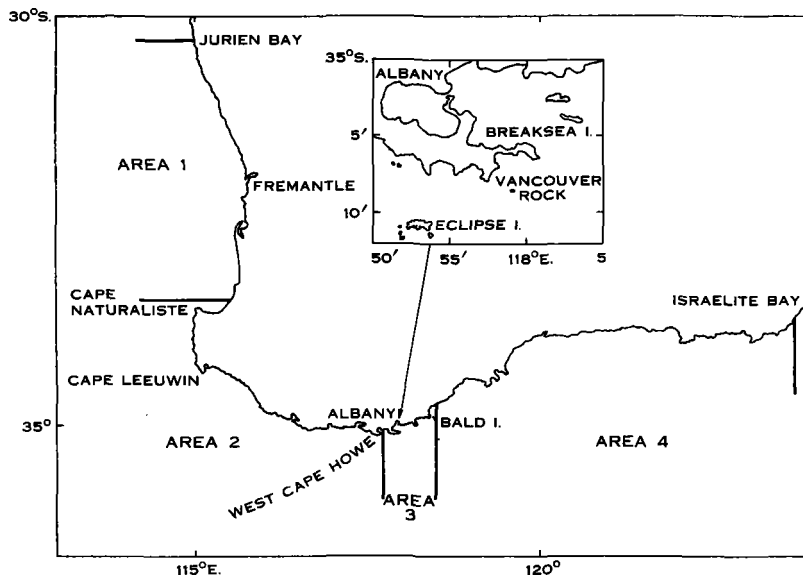 30°S.
JURIEN BAY
35°S.
ALBANY
BREAKSEA I.
5'
VANCOUVER
ROCK
10'
ECLIPSE I.
50' 55' 118°E. 5
AREA 1
FREMANTLE
CAPE
NATURALISTE
ISRAELITE BAY
CAPE LEEUWIN
ALBANY
BALD I.
35°
AREA 2
AREA 4
WEST CAPE HOWE
AREA
3
115°E. 120°